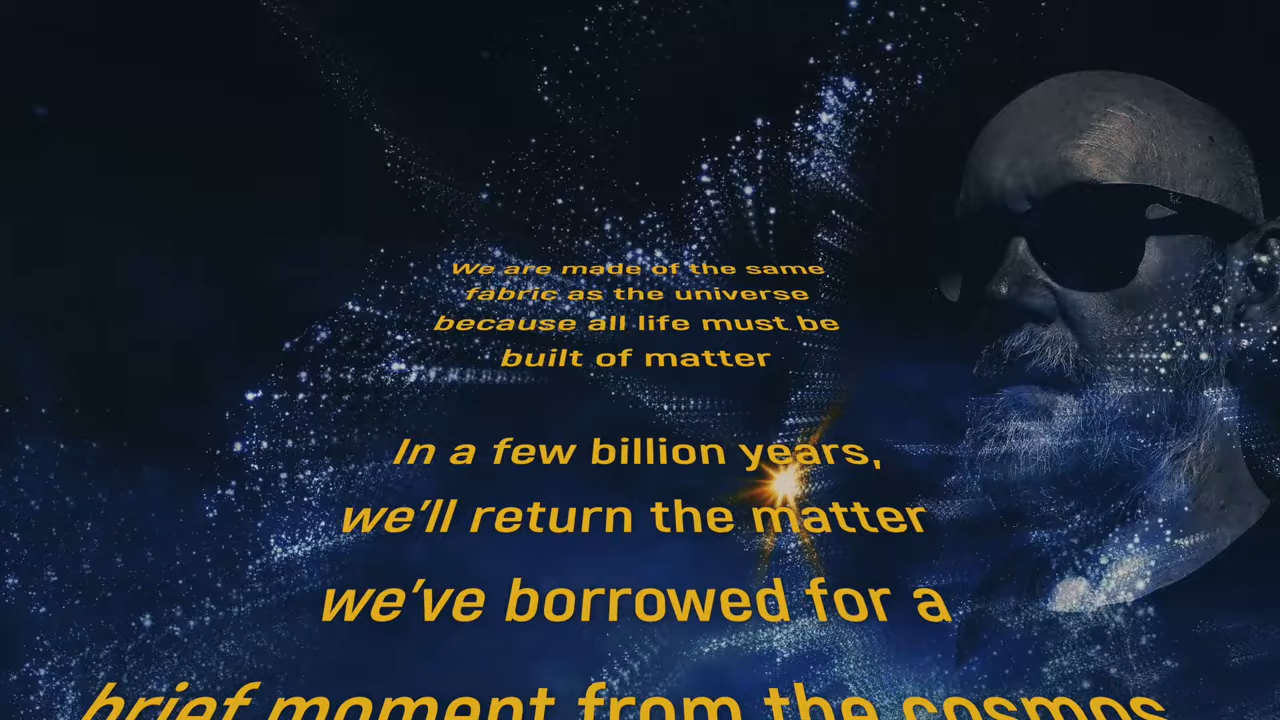 We are made of the same
fabric as the universe
because all life must be
built of matter
In a few billion years,
we'll return the matter
we've borrowed for a
brief moment from the cosmos